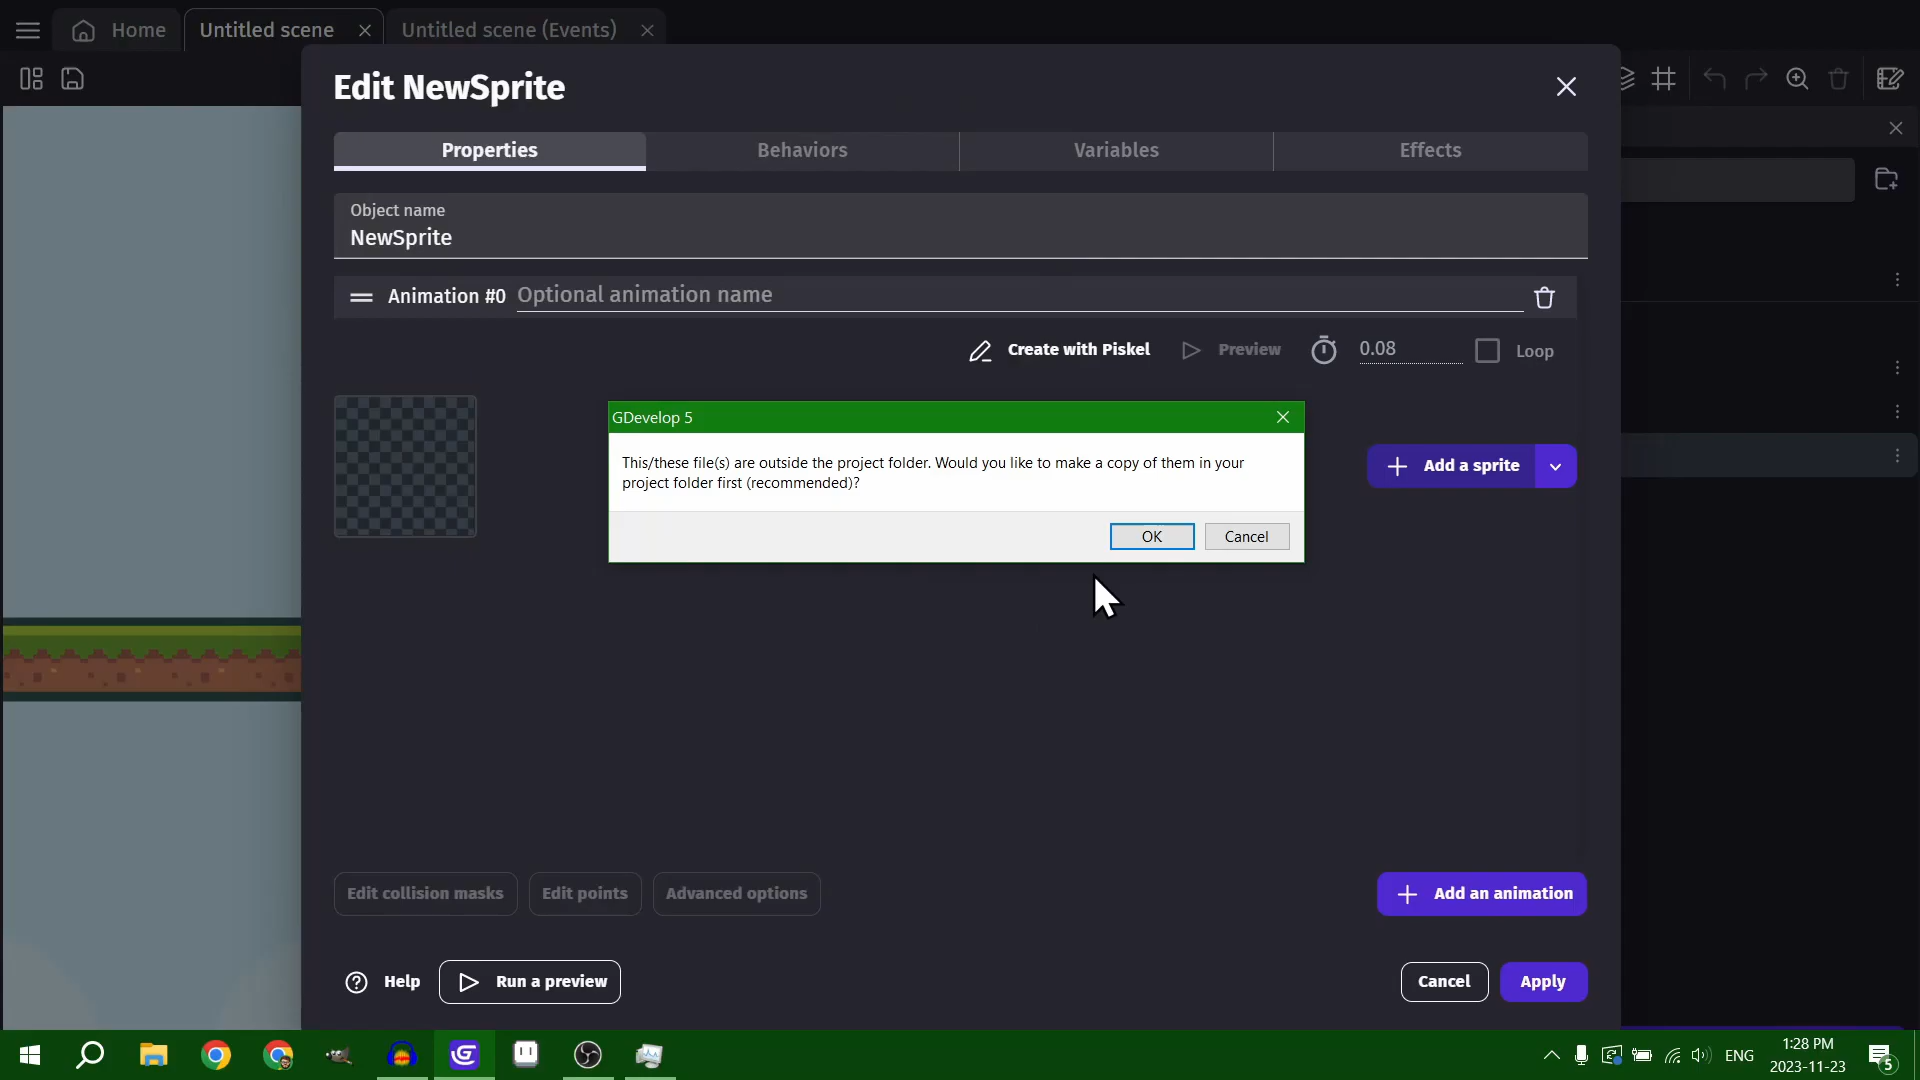 Home
Untitled scene
Untitled scene (Events)
Edit NewSprite
Properties
Behaviors
Variables
Effects
Object name
NewSprite
Animation #0
Optional animation name
Create with Piskel
Preview
0.08
Loop
GDevelop 5
This/these file(s) are outside the project folder. Would you like to make a copy of them in your
project folder first (recommended)?
OK
Cancel
Add a sprite
Edit collision masks
Edit points
Advanced options
Add an animation
Help
Run a preview
Cancel
Apply
ENG
1:28 PM
2023-11-23
5